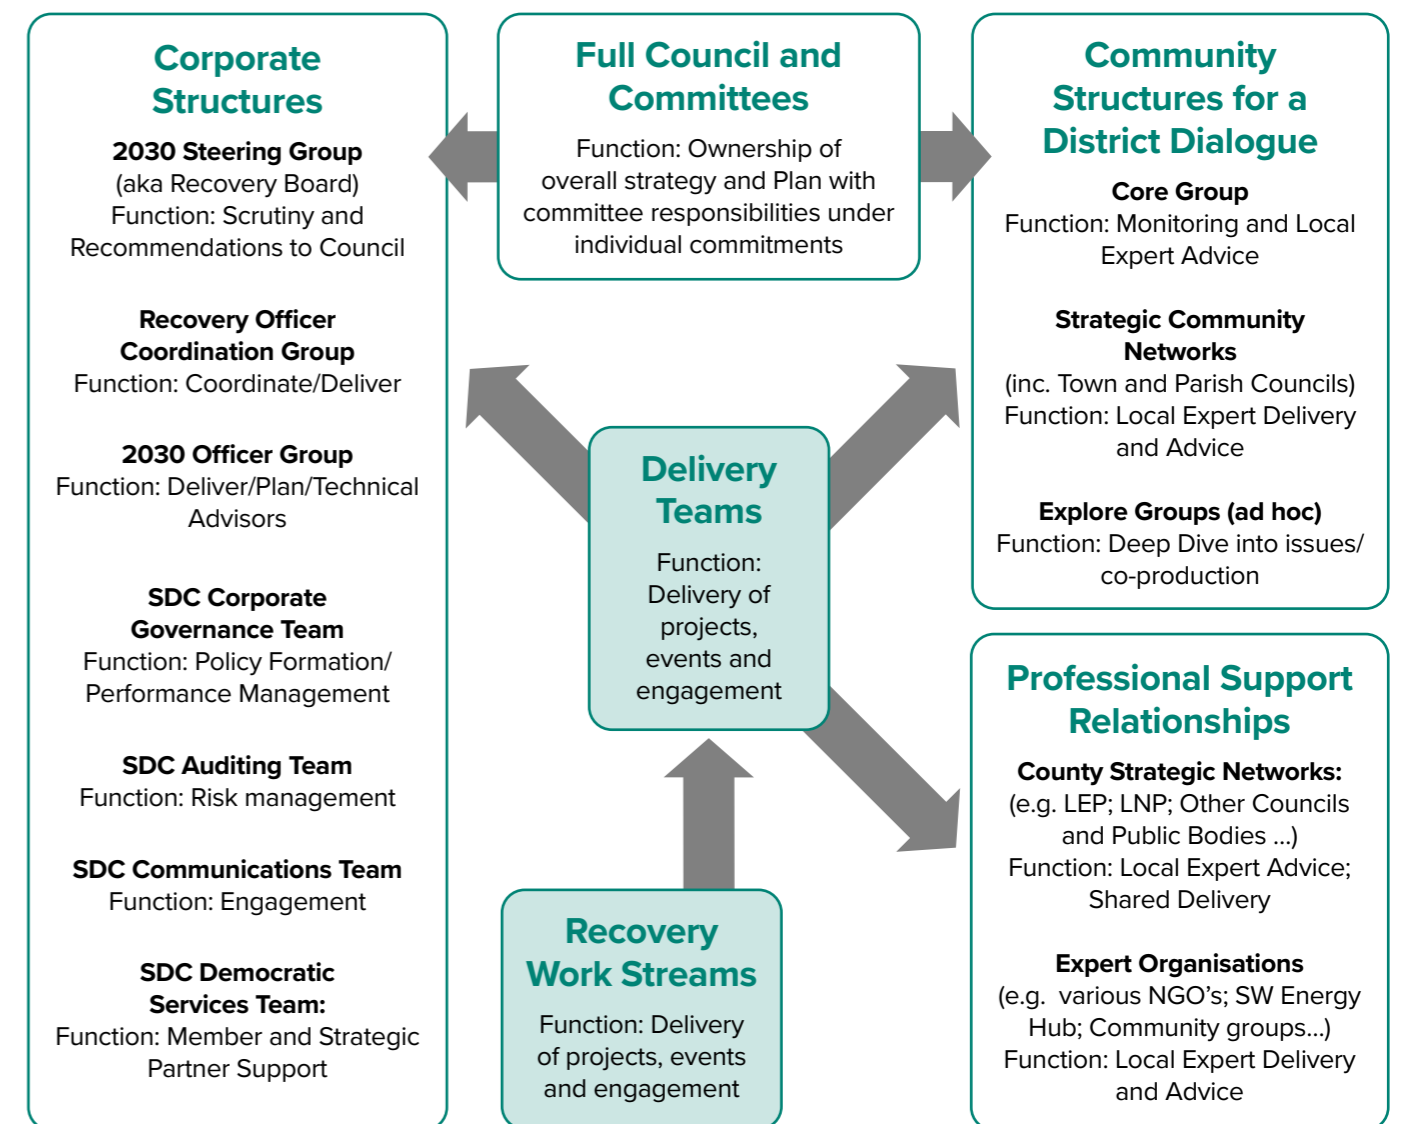 Corporate
Structures
2030 Steering Group
(aka Recovery Board)
Function: Scrutiny and
Recommendations to Council
Recovery Officer
Coordination Group
Function: Coordinate/Deliver
2030 Officer Group
Function: Deliver/Plan/Technical
Advisors
SDC Corporate
Governance Team
Function: Policy Formation/
Performance Management
SDC Auditing Team
Function: Risk management
SDC Communications Team
Function: Engagement
SDC Democratic
Services Team:
Function: Member and Strategic
Partner Support
Full Council and
Committees
Function: Ownership of
overall strategy and Plan with
committee responsibilities under
individual commitments
Delivery
Teams
Function:
Delivery of
projects,
events and
engagement
Recovery
Work Streams
Function: Delivery
of projects, events
and engagement
Community
Structures for a
District Dialogue
Core Group
Function: Monitoring and Local
Expert Advice
Strategic Community
Networks
(inc. Town and Parish Councils)
Function: Local Expert Delivery
and Advice
Explore Groups (ad hoc)
Function: Deep Dive into issues/
co-production
Professional Support
Relationships
County Strategic Networks:
(e.g. LEP; LNP; Other Councils
and Public Bodies ...)
Function: Local Expert Advice;
Shared Delivery
Expert Organisations
(e.g.  various NGO's; SW Energy
Hub; Community groups...)
Function: Local Expert Delivery
and Advice